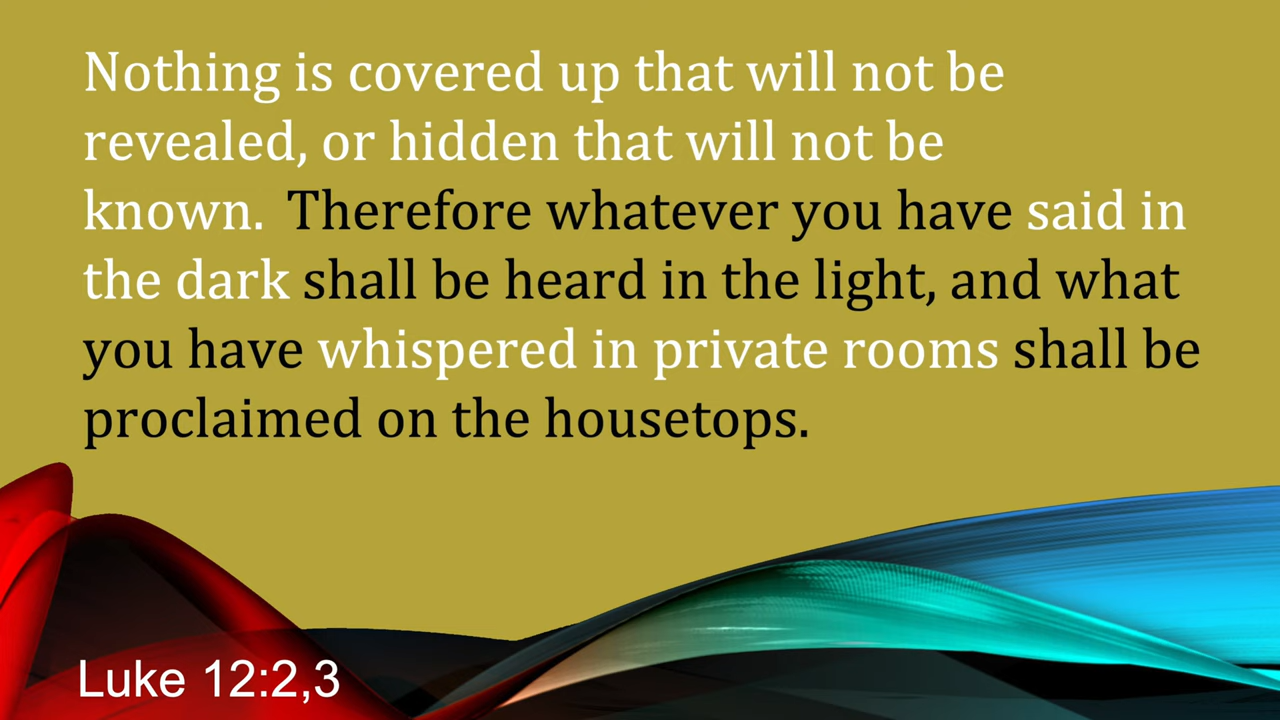 Nothing is covered up that will not be
revealed, or hidden that will not be
known.  Therefore whatever you have said in
the dark shall be heard in the light, and what
you have whispered in private rooms shall be
proclaimed on the housetops.
Luke 12:2,3